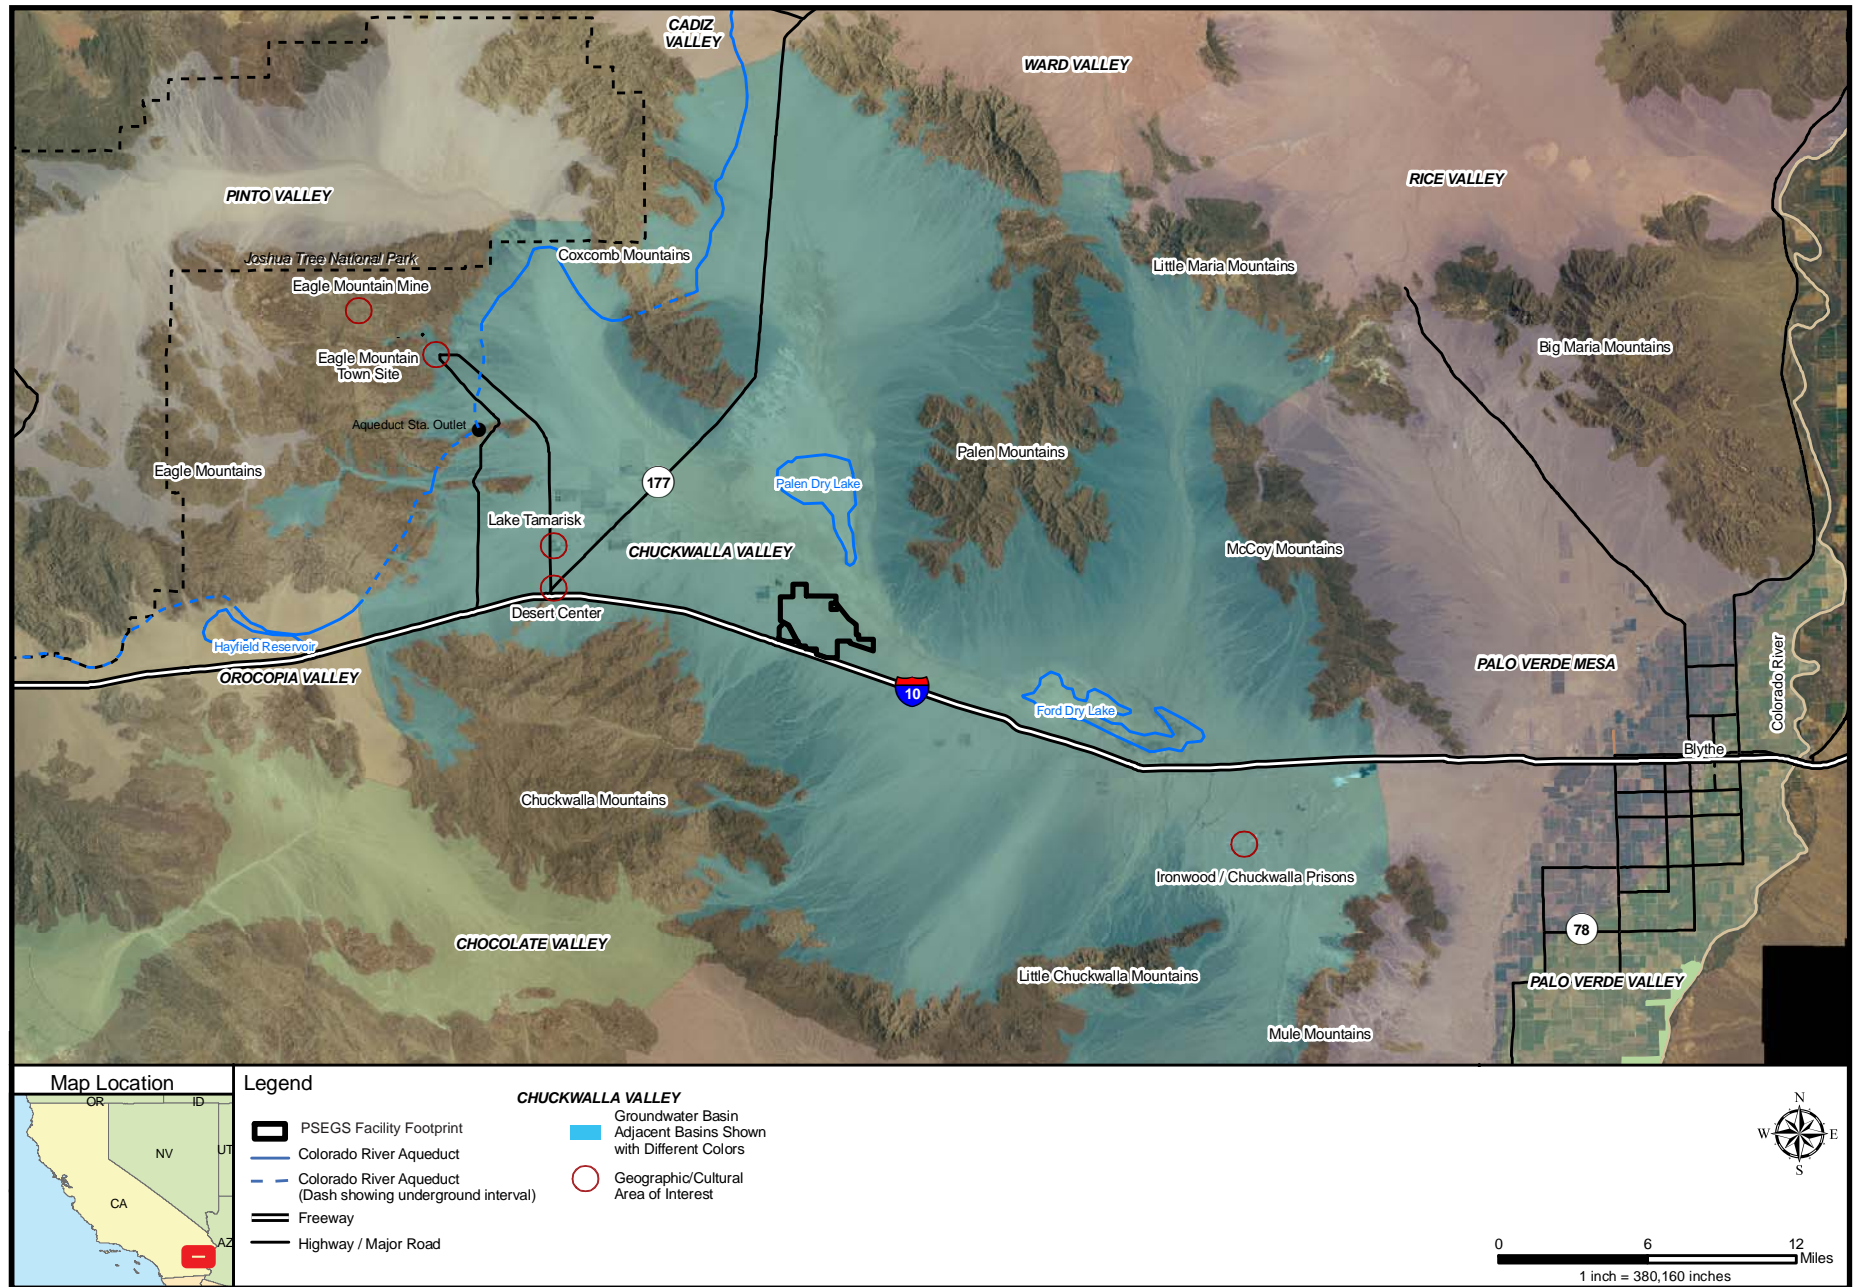 CADIZ
VALLEY
WARD VALLEY
PINTO VALLEY
RICE VALLEY
Joshua Tree National Park
Coxcomb Mountains
Little Maria Mountains
Eagle Mountain Mine
Eagle Mountain
Town Site
Big Maria Mountains
Aqueduct Sta. Outlet
Palen Mountains
Eagle Mountains
177
Palen Dry Lake
Lake Tamarisk
CHUCKWALLA VALLEY
McCoy Mountains
Desert Center
Hayfield Reservoir
OROCOPIA VALLEY
PALO VERDE MESA
Colorado River
10
Ford Dry Lake
Blythe
Chuckwalla Mountains
Ironwood / Chuckwalla Prisons
78
CHOCOLATE VALLEY
Little Chuckwalla Mountains
PALO VERDE VALLEY
Mule Mountains
Map Location
OR
ID
NV
UT
CA
AZ
Legend
PSEGS Facility Footprint
Colorado River Aqueduct
Colorado River Aqueduct
(Dash showing underground interval)
Freeway
Highway / Major Road
CHUCKWALLA VALLEY
Groundwater Basin
Adjacent Basins Shown
with Different Colors
Geographic/Cultural
Area of Interest
N
W
E
S
0 6 12
Miles
1 inch = 380,160 inches